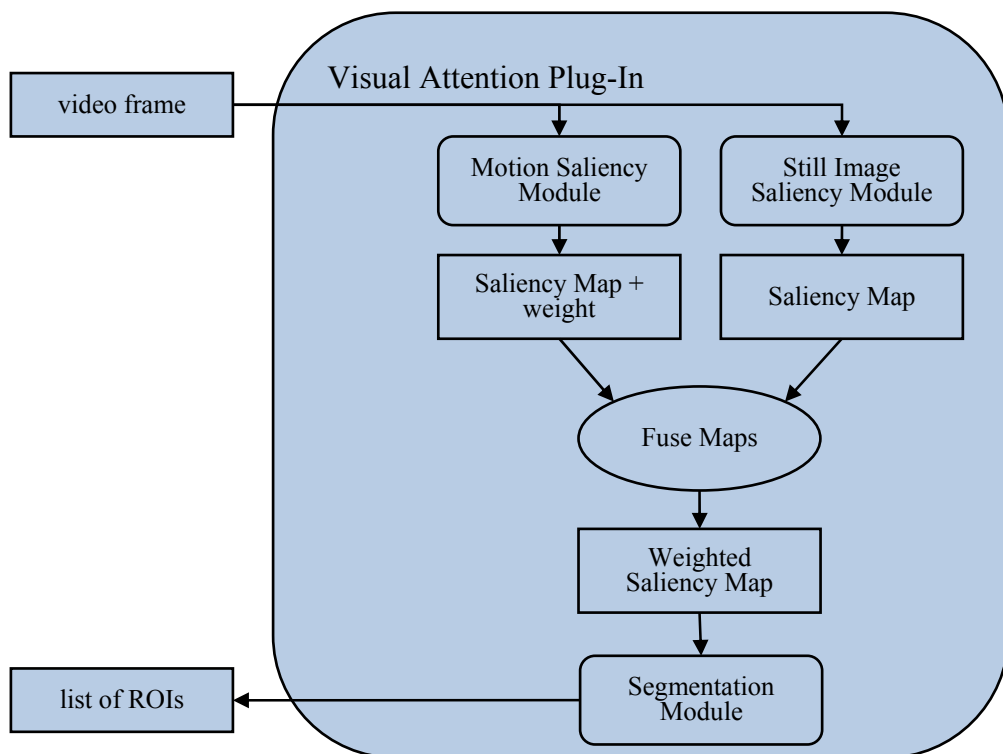 Visual Attention Plug-In
video frame
Motion Saliency
Module
Still Image
Saliency Module
Saliency Map +
weight
Saliency Map
Fuse Maps
Weighted
Saliency Map
Segmentation
Module
list of ROIs